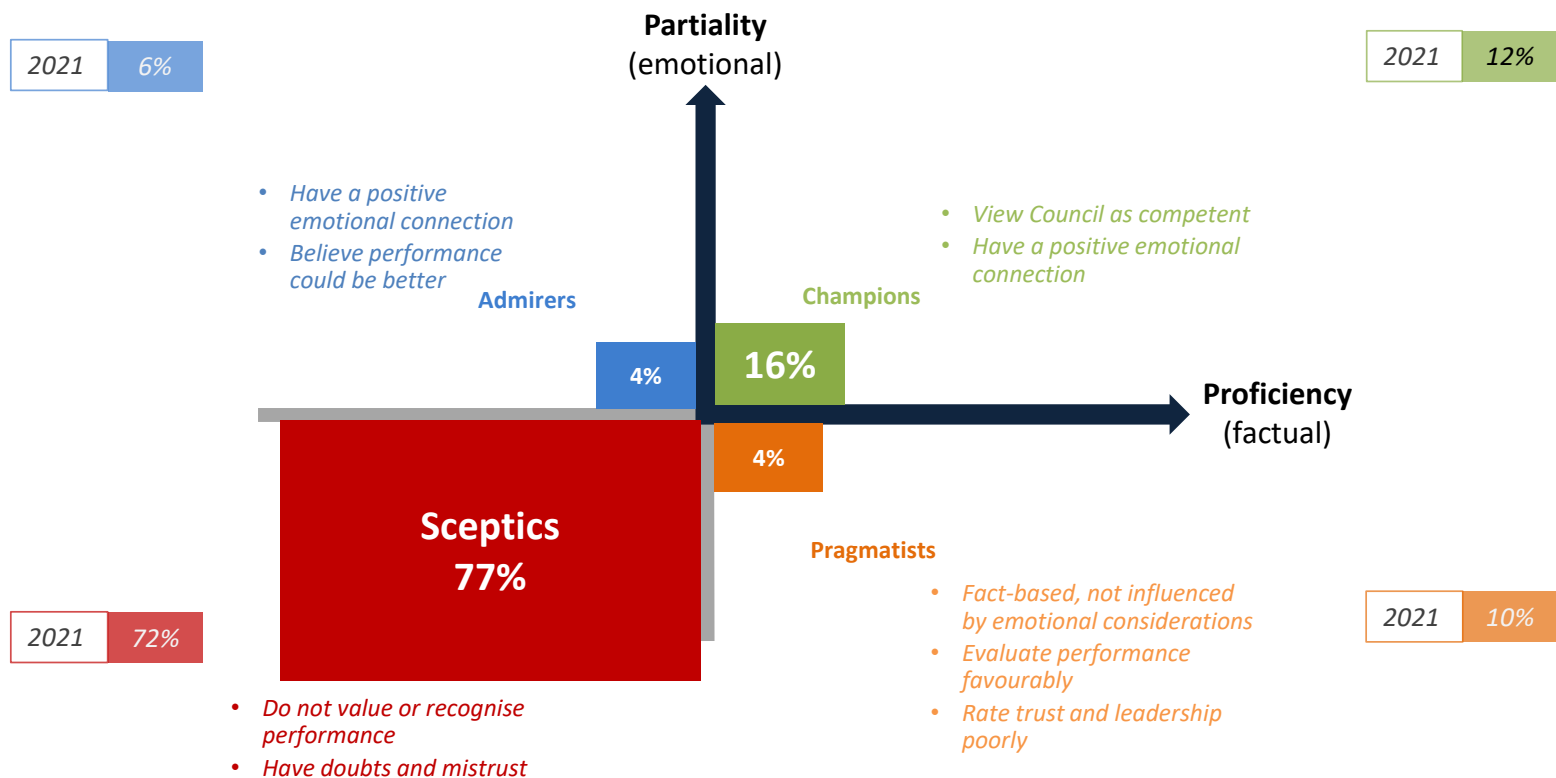 Partiality
(emotional)
2021 6%
2021 12%
• Have a positive
emotional connection
• Believe performance
could be better
• View Council as competent
• Have a positive emotional
connection
Admirers
Champions
4%
16%
Proficiency
(factual)
4%
Sceptics
77%
Pragmatists
• Fact-based, not influenced
by emotional considerations
• Evaluate performance
favourably
• Rate trust and leadership
poorly
2021 72%
2021 10%
• Do not value or recognise
performance
• Have doubts and mistrust